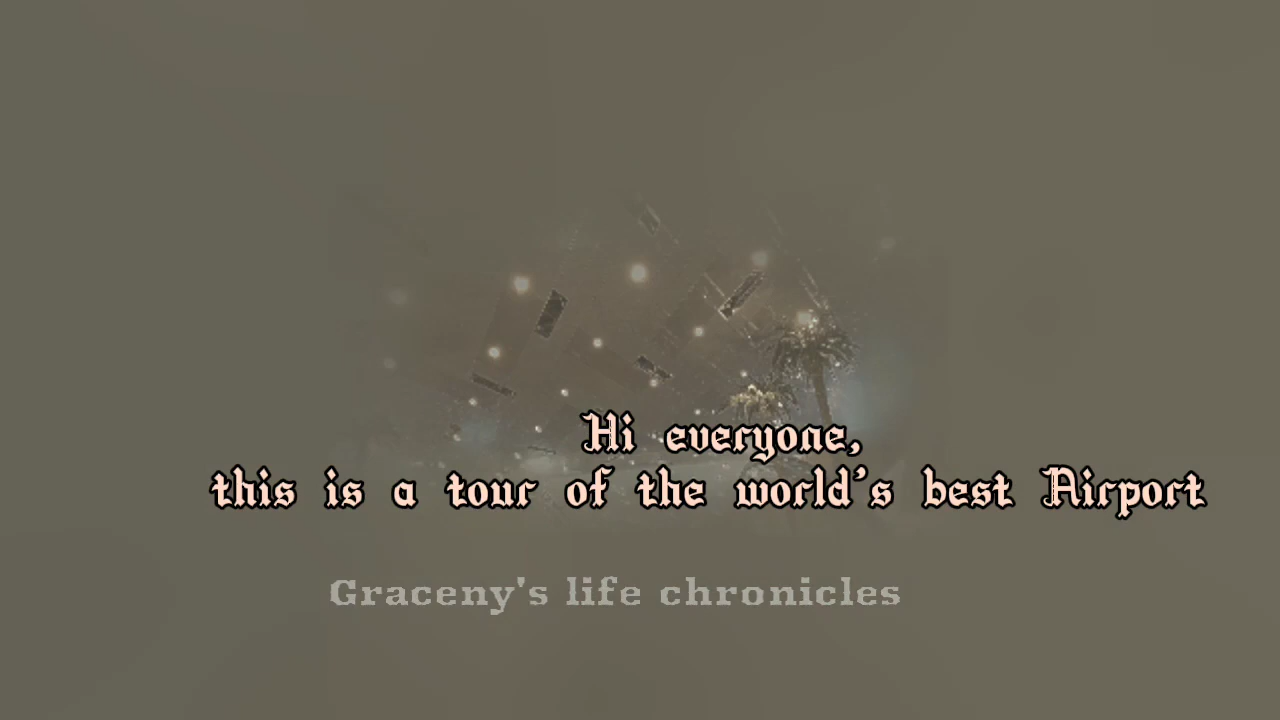 Hi everyone,
this is a tour of the world's best Airport
Graceny's life chronicles